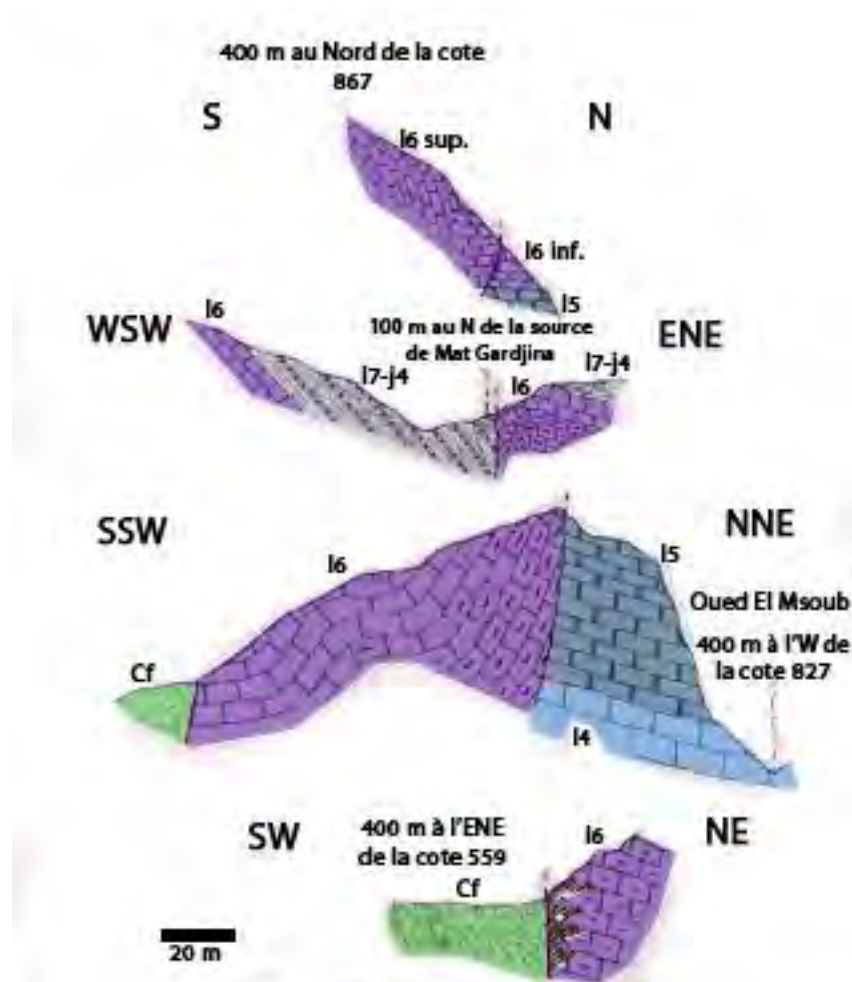 400 m au Nord de la cote
867
S
N
l6 sup.
l6 inf.
l5
l6
WSW
100 m au N de la source
de Mat Gardjina
ENE
l7-j4
l6
l7-j4
SSW
NNE
l6
l5
Oued El Msoub
400 m à l'W de
la cote 827
Cf
l4
SW
400 m à l'ENE
de la cote 559
l6
NE
Cf
20 m